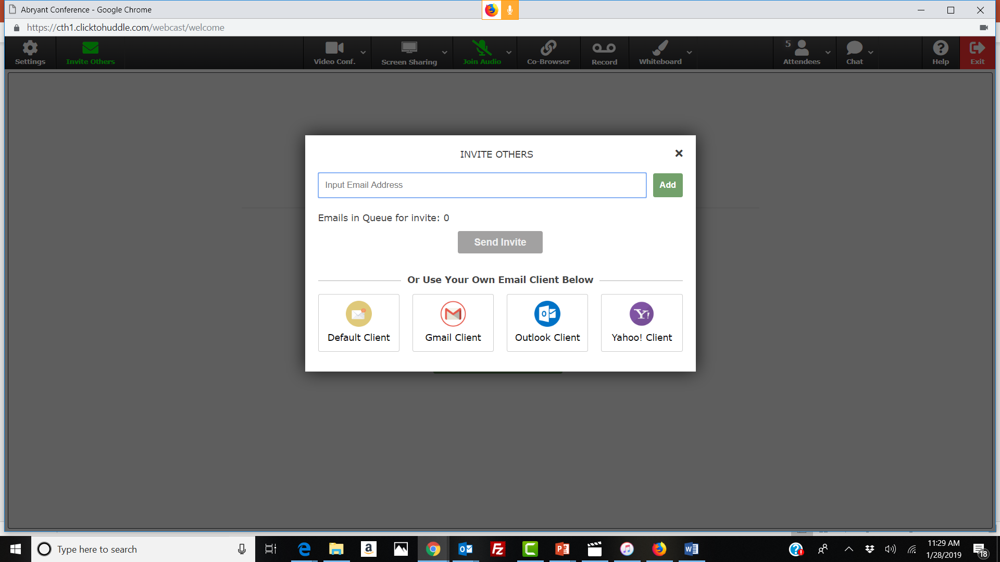 Abryant Conference - Google Chrome
https://cth1.clicktohuddle.com/webcast/welcome
Settings
Invite Others
Video Conf.
Screen Sharing
Join Audio
Co-Browser
Record
Whiteboard
5
Attendees
Chat
Help
Exit
INVITE OTHERS
Input Email Address
Add
Emails in Queue for invite: 0
Send Invite
Or Use Your Own Email Client Below
Default Client
Gmail Client
Outlook Client
Yahoo! Client
Type here to search
11:29 AM
1/28/2019
18